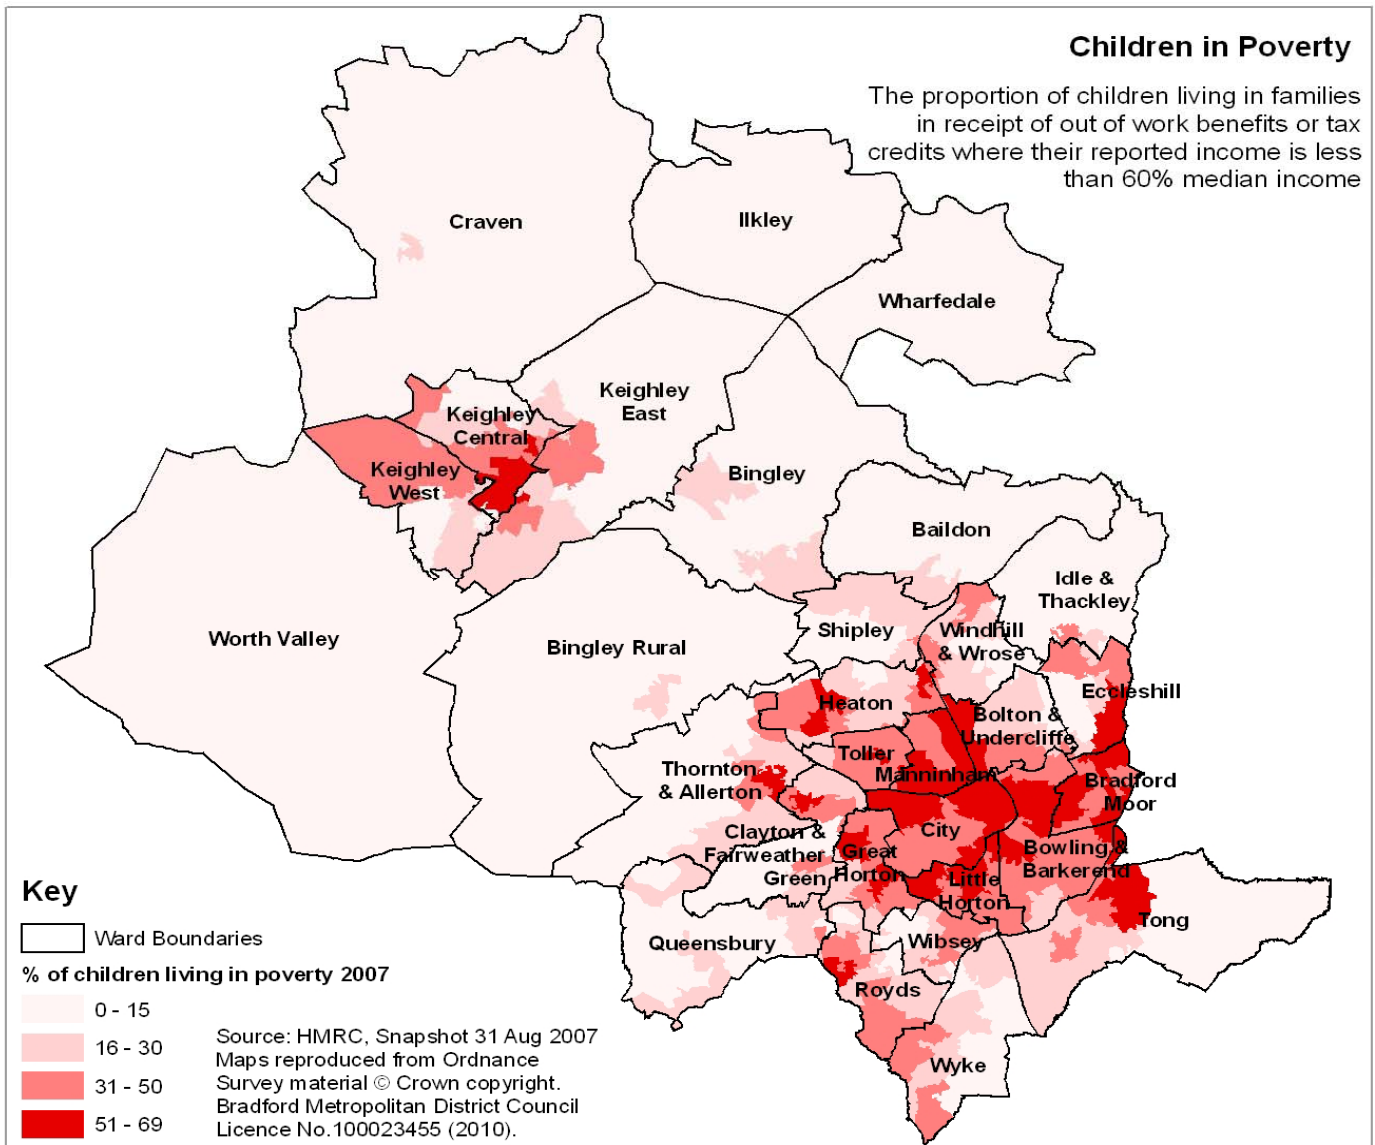 Children in Poverty
The proportion of children living in families
in receipt of out of work benefits or tax
credits where their reported income is less
than 60% median income
Craven
Ilkley
Wharfedale
Keighley
East
Keighley
Central
Keighley
West
Bingley
Baildon
Idle &
Thackley
Worth Valley
Bingley Rural
Shipley
Windhill
& Wrose
Eccleshill
Heaton
Bolton &
Undercliffe
Toller
Manningham
Thornton
& Allerton
Bradford
Moor
City
Clayton &
Fairweather
Green
Great
Horton
Little
Horton
Bowling &
Barkerend
Tong
Queensbury
Wibsey
Royds
Wyke
Key
Ward Boundaries
% of children living in poverty 2007
0 - 15
16 - 30
31 - 50
51 - 69
Source: HMRC, Snapshot 31 Aug 2007
Maps reproduced from Ordnance
Survey material © Crown copyright.
Bradford Metropolitan District Council
Licence No.100023455 (2010).